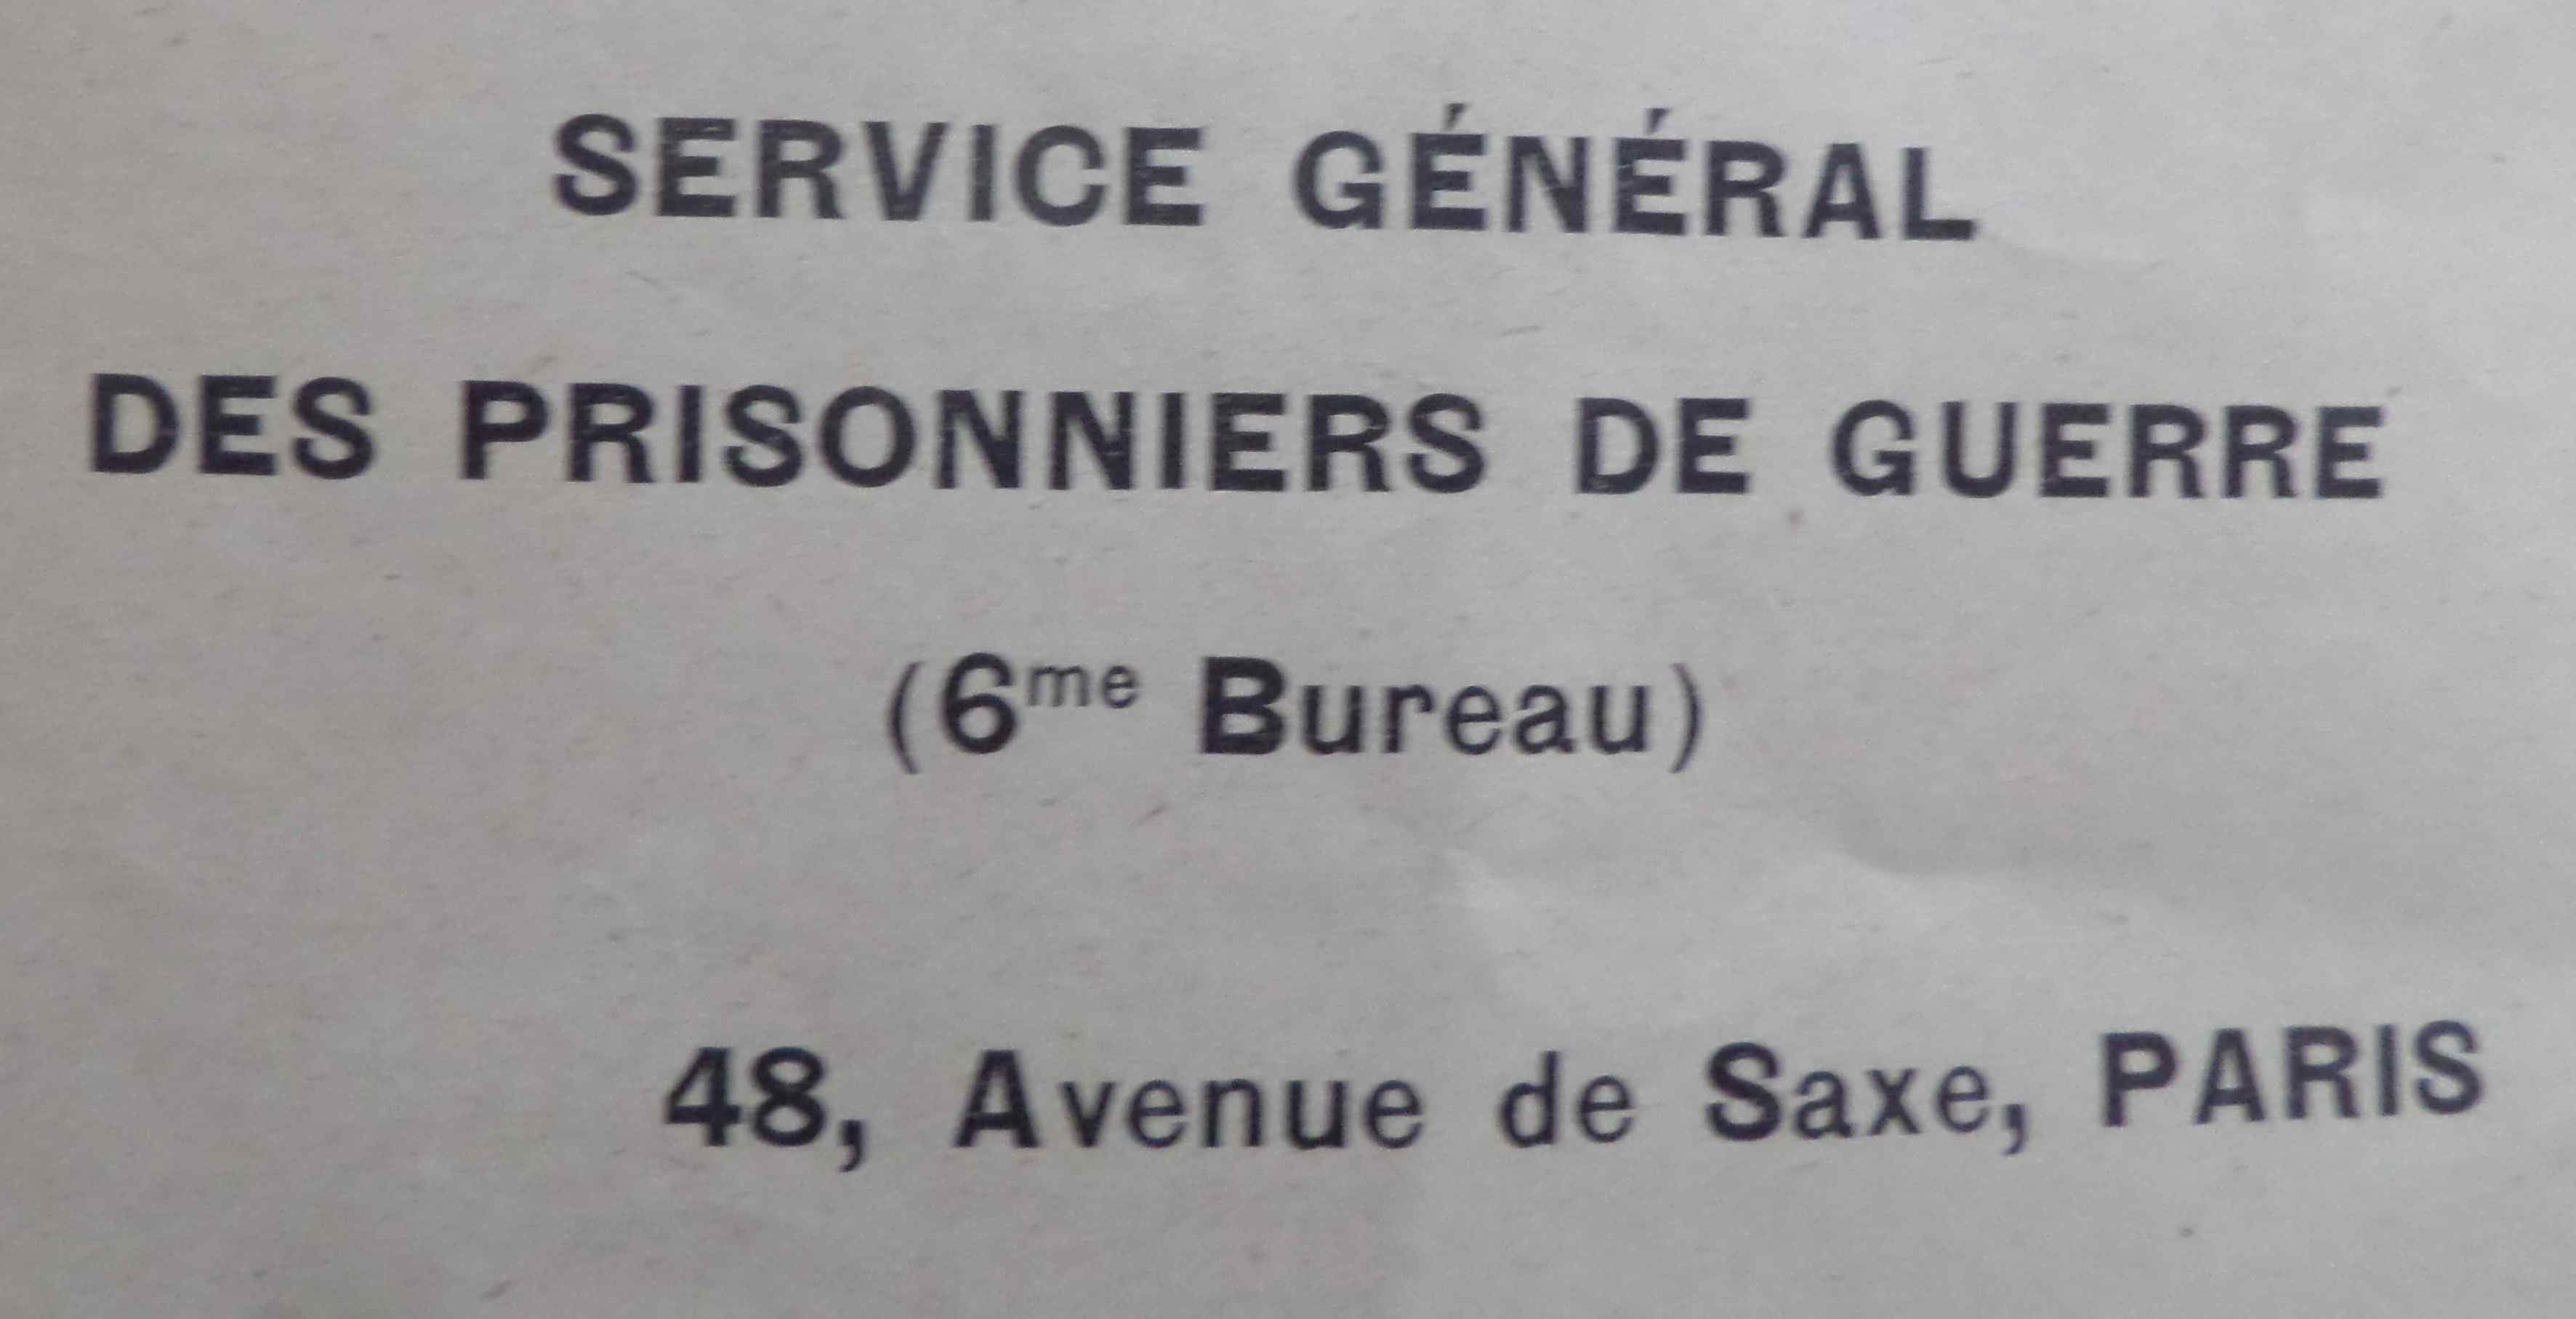 SERVICE GÉNÉRAL
DES PRISONNIERS DE GUERRE
(6me Bureau)
48, Avenue de Saxe, PARIS